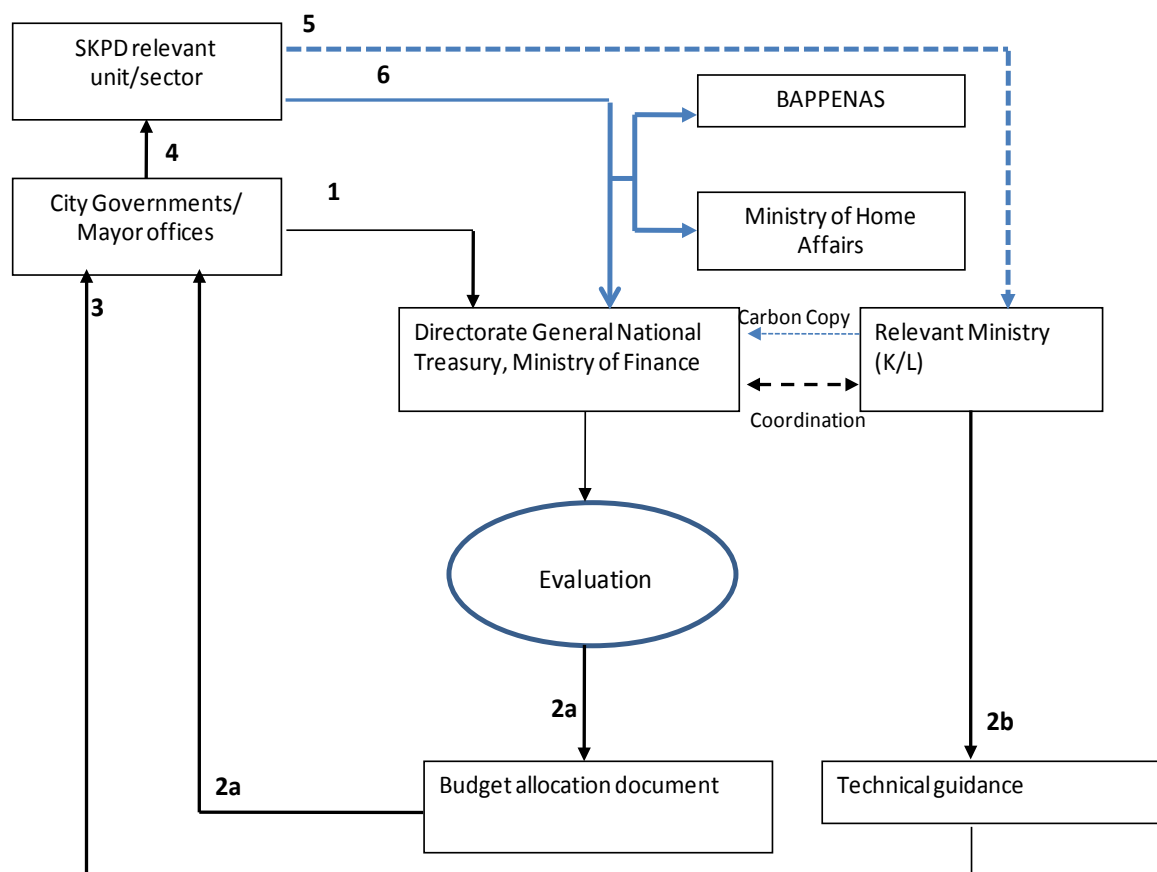 5
SKPD relevant
unit/sector
6
BAPPENAS
4
City Governments/
Mayor offices
1
Ministry of Home
Affairs
3
Directorate General National
Treasury, Ministry of Finance
Carbon Copy
Relevant Ministry
(K/L)
Coordination
Evaluation
2a
2b
2a
Budget allocation document
Technical guidance